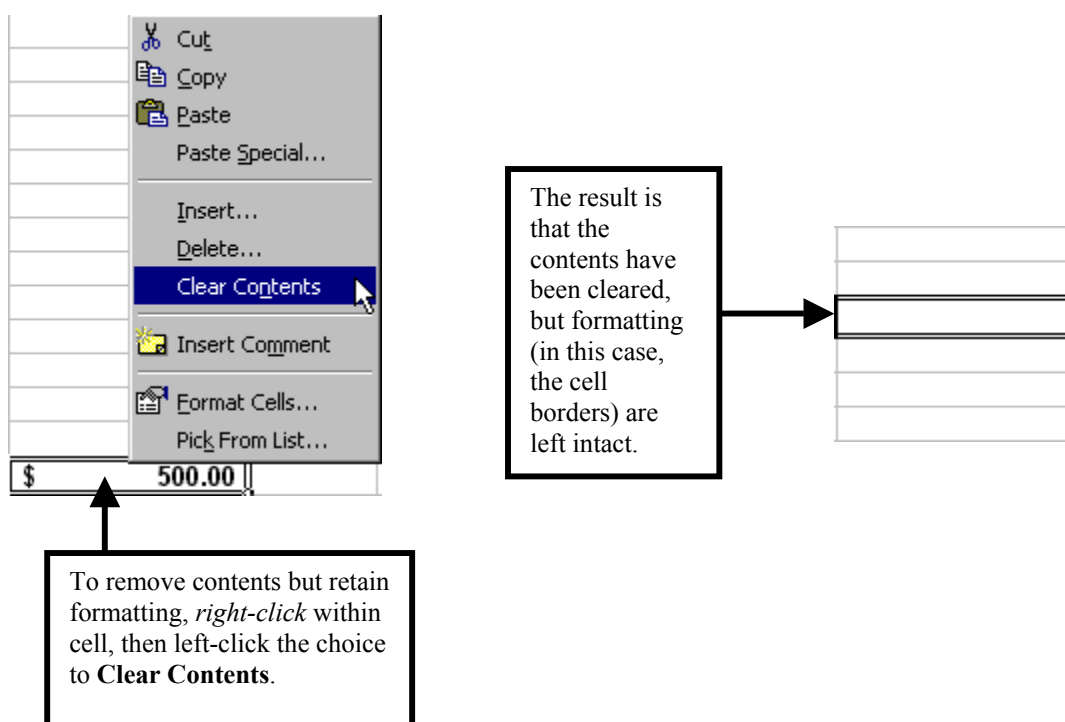 Cut
Copy
Paste
Paste Special...
Insert...
Delete...
Clear Contents
Insert Comment
Format Cells...
Pick From List...
$ 500.00
To remove contents but retain
formatting, right-click within
cell, then left-click the choice
to Clear Contents.
The result is
that the
contents have
been cleared,
but formatting
(in this case,
the cell
borders) are
left intact.